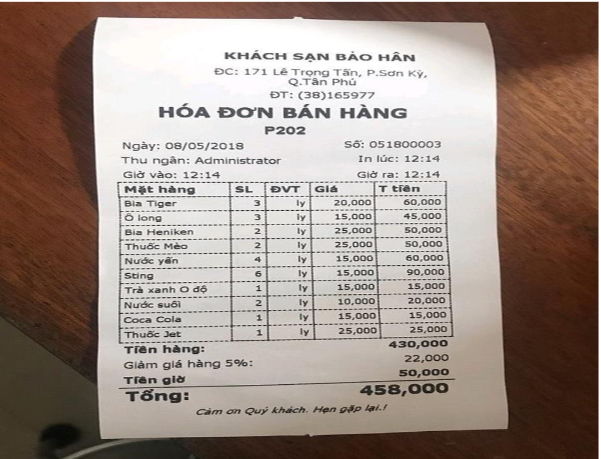 KHÁCH SẠN BẢO HÂN
ĐC: 171 Lê Trọng Tấn, P.Sơn Kỳ,
Q.Tân Phú
ĐT: (38)165977
HÓA ĐƠN BÁN HÀNG
P202
Ngày: 08/05/2018 Số: 051800003
Thu ngân: Administrator In lúc: 12:14
Giờ vào: 12:14 Giờ ra: 12:14
Mặt hàng SL ĐVT Giá T tiền
Bia Tiger 3 ly 20,000 60,000
Ô long 3 ly 15,000 45,000
Bia Heniken 2 ly 25,000 50,000
Thuốc Mèo 2 ly 25,000 50,000
Nước yến 4 ly 15,000 60,000
Sting 6 ly 15,000 90,000
Trà xanh O độ 1 ly 15,000 15,000
Nước suối 2 ly 10,000 20,000
Coca Cola 1 ly 15,000 15,000
Thuốc Jet 1 ly 25,000 25,000
Tiền hàng: 430,000
Giảm giá hàng 5%: 22,000
Tiền giờ 50,000
Tổng: 458,000
Cám ơn Quý khách. Hẹn gặp lại.!